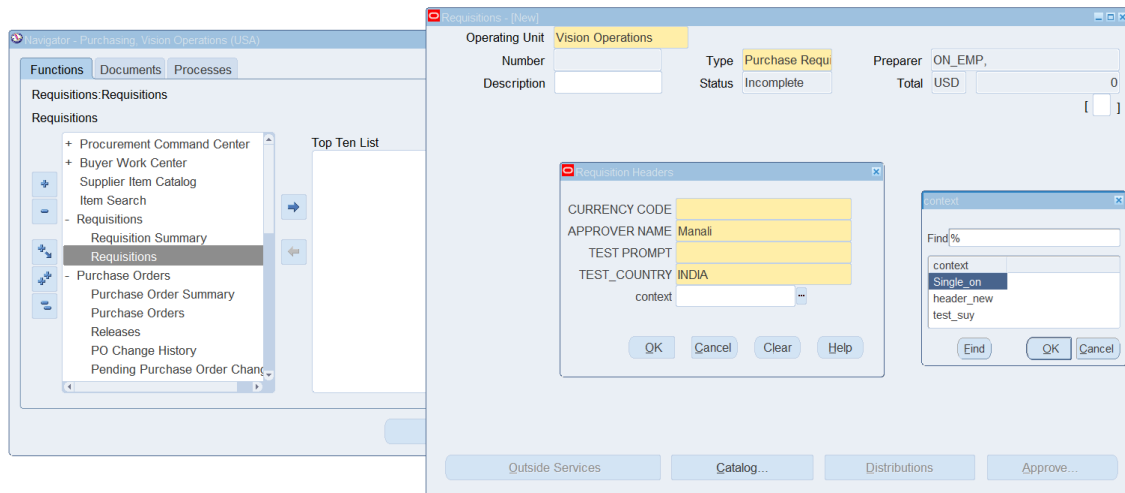 Navigator - Purchasing, Vision Operations (USA)
Functions
Documents
Processes
Requisitions:Requisitions
Requisitions
+ Procurement Command Center
+ Buyer Work Center
Supplier Item Catalog
Item Search
- Requisitions
Requisition Summary
Requisitions
- Purchase Orders
Purchase Order Summary
Purchase Orders
Releases
PO Change History
Pending Purchase Order Chang
Top Ten List
Requisitions - [New]
Operating Unit Vision Operations
Number Type Purchase Requi Preparer ON_EMP,
Description Status Incomplete Total USD 0
[ ]
Requisition Headers
CURRENCY CODE
APPROVER NAME Manali
TEST PROMPT
TEST_COUNTRY INDIA
context ...
OK Cancel Clear Help
context
Find %
context
Single_on
header_new
test_suy
Find OK Cancel
Outside Services Catalog... Distributions Approve...